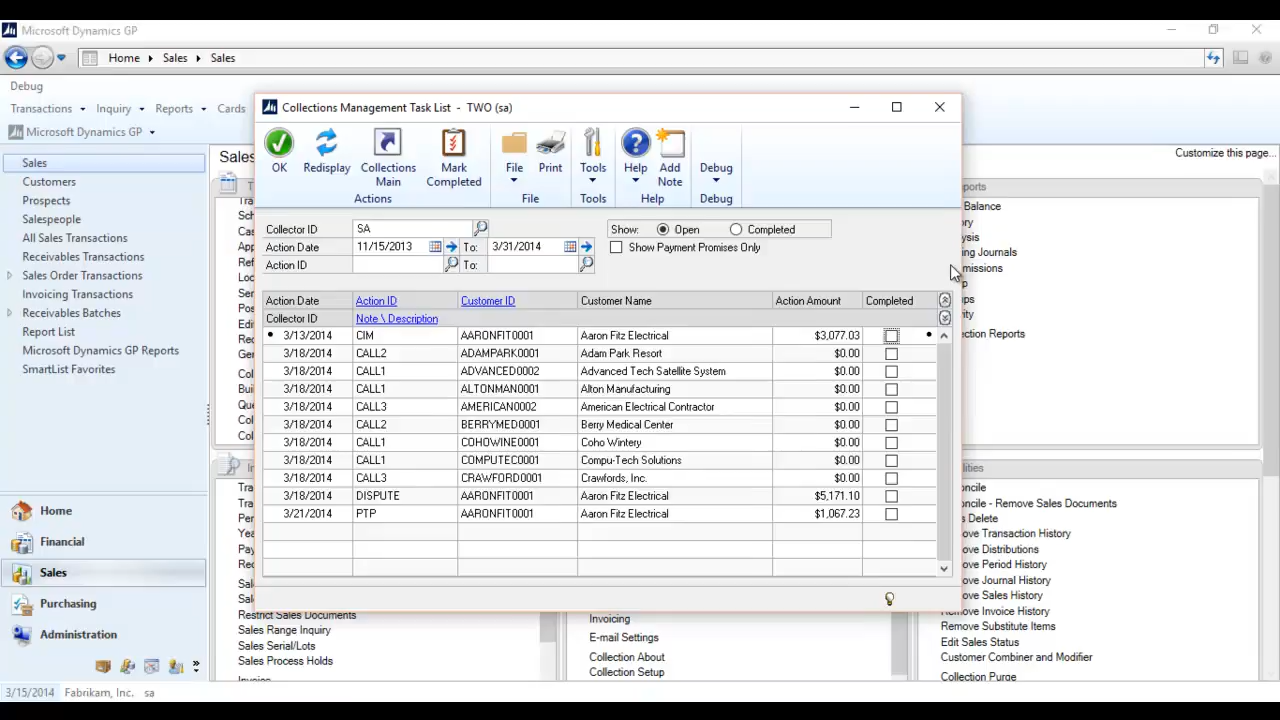 Microsoft Dynamics GP
Home Sales Sales
Debug
Transactions Inquiry Reports Cards
Microsoft Dynamics GP
Sales
Customers
Prospects
Salespeople
All Sales Transactions
Receivables Transactions
Sales Order Transactions
Invoicing Transactions
Receivables Batches
Report List
Microsoft Dynamics GP Reports
SmartList Favorites
Home
Financial
Sales
Purchasing
Administration
3/15/2014 Fabrikam, Inc. sa
Customize this page...
Collections Management Task List - TWO (sa)
OK
Redisplay
Collections Main
Mark Completed
File
Print
Tools
Help
Add Note
Debug
Actions
File
Tools
Help
Debug
Collector ID SA
Action Date 11/15/2013 To: 3/31/2014
Action ID To:
Show: Open Completed
Show Payment Promises Only
Action Date Action ID Customer ID Customer Name Action Amount Completed
Collector ID Note \ Description
3/13/2014 CIM AARONFIT0001 Aaron Fitz Electrical $3,077.03
3/18/2014 CALL2 ADAMPARK0001 Adam Park Resort $0.00
3/18/2014 CALL1 ADVANCED0002 Advanced Tech Satellite System $0.00
3/18/2014 CALL1 ALTONMAN0001 Alton Manufacturing $0.00
3/18/2014 CALL3 AMERICAN0002 American Electrical Contractor $0.00
3/18/2014 CALL2 BERRYMED0001 Berry Medical Center $0.00
3/18/2014 CALL1 COHOWINE0001 Coho Wintery $0.00
3/18/2014 CALL1 COMPUTEC0001 Compu-Tech Solutions $0.00
3/18/2014 CALL3 CRAWFORD0001 Crawfords, Inc. $0.00
3/18/2014 DISPUTE AARONFIT0001 Aaron Fitz Electrical $5,171.10
3/21/2014 PTP AARONFIT0001 Aaron Fitz Electrical $1,067.23
Restrict Sales Documents
Sales Range Inquiry
Sales Serial/Lots
Sales Process Holds
Invoicing
E-mail Settings
Collection About
Collection Setup
Balance
Journals
Reports
Remove Sales Documents
Delete
Transaction History
Distributions
Period History
Journal History
Sales History
Remove Invoice History
Remove Substitute Items
Edit Sales Status
Customer Combiner and Modifier
Collection Purge